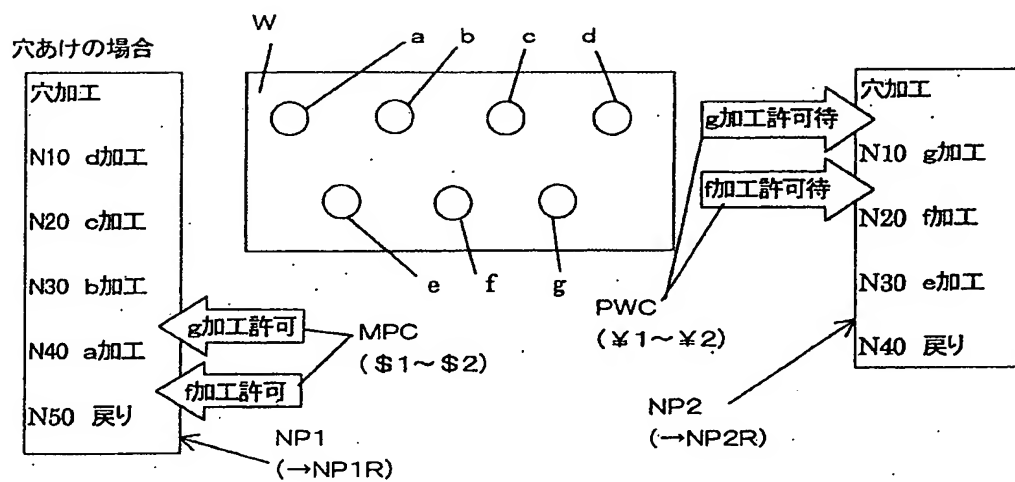 穴あけの場合
穴加工
N10 d加工
N20 c加工
N30 b加工
N40 a加工
N50 戻り
g加工許可
f加工許可
MPC
($1～$2)
NP1
(→NP1R)
W
a
b
c
d
e
f
g
g加工許可待
f加工許可待
PWC
(¥1～¥2)
穴加工
N10 g加工
N20 f加工
N30 e加工
N40 戻り
NP2
(→NP2R)